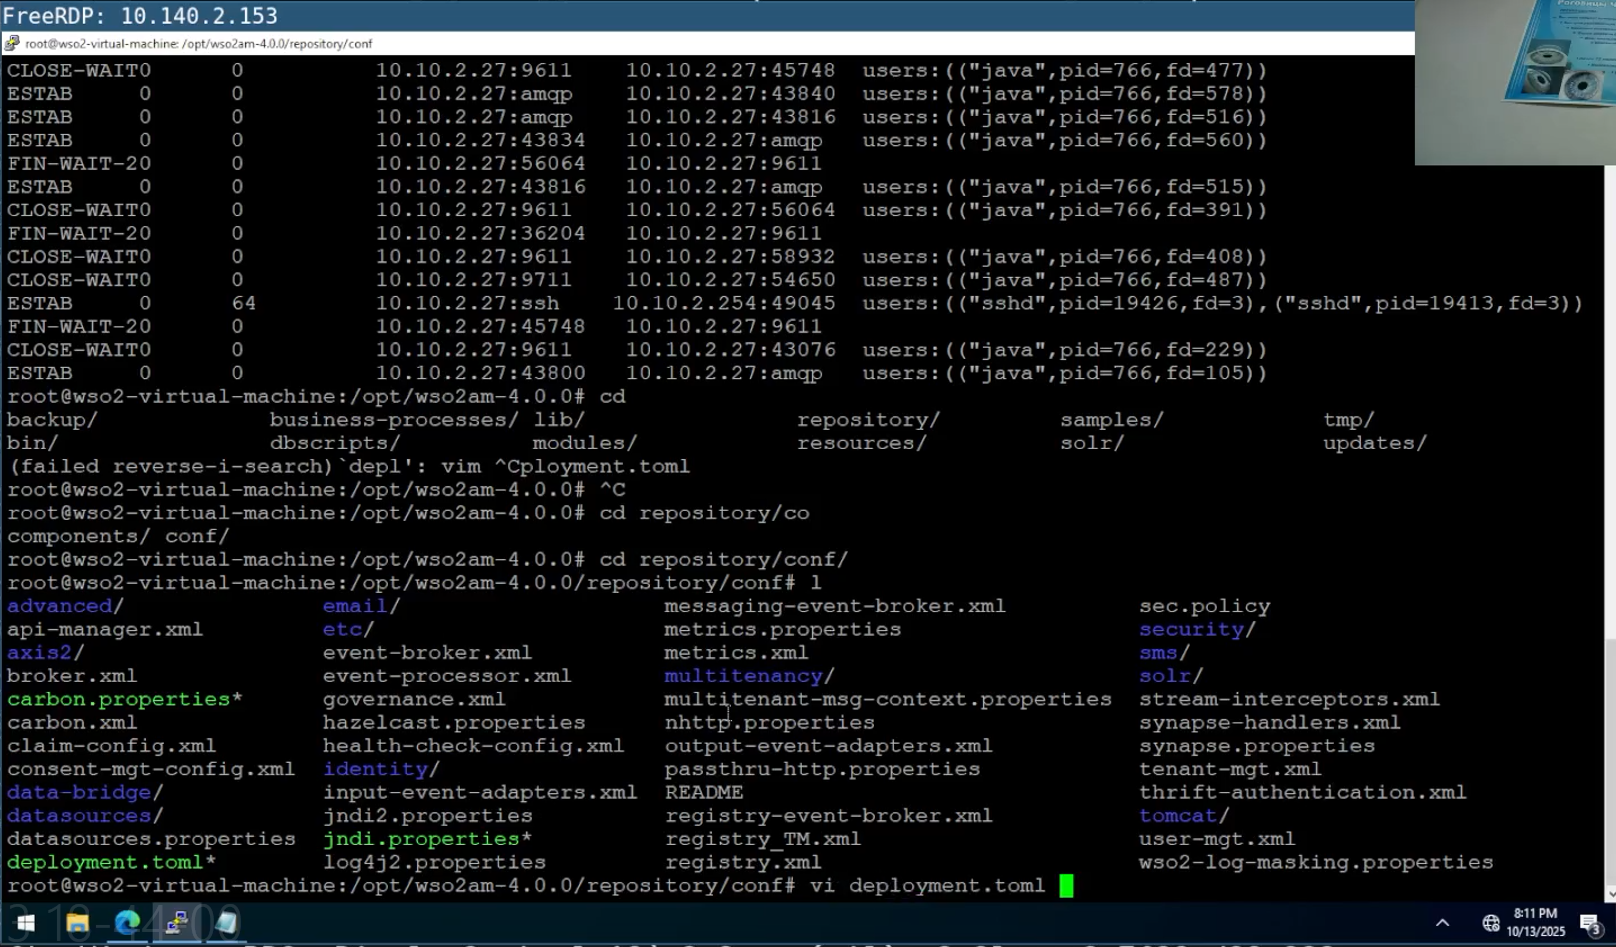 FreeRDP: 10.140.2.153
root@wso2-virtual-machine: /opt/wso2am-4.0.0/repository/conf
CLOSE-WAIT0 0 10.10.2.27:9611 10.10.2.27:45748 users:(("java",pid=766,fd=477))
ESTAB 0 0 10.10.2.27:amqp 10.10.2.27:43840 users:(("java",pid=766,fd=578))
ESTAB 0 0 10.10.2.27:amqp 10.10.2.27:43816 users:(("java",pid=766,fd=516))
ESTAB 0 0 10.10.2.27:43834 10.10.2.27:amqp users:(("java",pid=766,fd=560))
FIN-WAIT-20 0 10.10.2.27:56064 10.10.2.27:9611
ESTAB 0 0 10.10.2.27:43816 10.10.2.27:amqp users:(("java",pid=766,fd=515))
CLOSE-WAIT0 0 10.10.2.27:9611 10.10.2.27:56064 users:(("java",pid=766,fd=391))
FIN-WAIT-20 0 10.10.2.27:36204 10.10.2.27:9611
CLOSE-WAIT0 0 10.10.2.27:9611 10.10.2.27:58932 users:(("java",pid=766,fd=408))
CLOSE-WAIT0 0 10.10.2.27:9711 10.10.2.27:54650 users:(("java",pid=766,fd=487))
ESTAB 0 64 10.10.2.27:ssh 10.10.2.254:49045 users:(("sshd",pid=19426,fd=3),("sshd",pid=19413,fd=3))
FIN-WAIT-20 0 10.10.2.27:45748 10.10.2.27:9611
CLOSE-WAIT0 0 10.10.2.27:9611 10.10.2.27:43076 users:(("java",pid=766,fd=229))
ESTAB 0 0 10.10.2.27:43800 10.10.2.27:amqp users:(("java",pid=766,fd=105))
root@wso2-virtual-machine:/opt/wso2am-4.0.0# cd
backup/ business-processes/ lib/ repository/ samples/ tmp/
bin/ dbscripts/ modules/ resources/ solr/ updates/
(failed reverse-i-search)`depl': vim ^Cployment.toml
root@wso2-virtual-machine:/opt/wso2am-4.0.0# ^C
root@wso2-virtual-machine:/opt/wso2am-4.0.0# cd repository/co
components/ conf/
root@wso2-virtual-machine:/opt/wso2am-4.0.0# cd repository/conf/
root@wso2-virtual-machine:/opt/wso2am-4.0.0/repository/conf# l
advanced/ email/ messaging-event-broker.xml sec.policy
api-manager.xml etc/ metrics.properties security/
axis2/ event-broker.xml metrics.xml sms/
broker.xml event-processor.xml multitenancy/ solr/
carbon.properties* governance.xml multitenant-msg-context.properties stream-interceptors.xml
carbon.xml hazelcast.properties nhttp.properties synapse-handlers.xml
claim-config.xml health-check-config.xml output-event-adapters.xml synapse.properties
consent-mgt-config.xml identity/ passthru-http.properties tenant-mgt.xml
data-bridge/ input-event-adapters.xml README thrift-authentication.xml
datasources/ jndi2.properties registry-event-broker.xml tomcat/
datasources.properties jndi.properties* registry_TM.xml user-mgt.xml
deployment.toml* log4j2.properties registry.xml wso2-log-masking.properties
root@wso2-virtual-machine:/opt/wso2am-4.0.0/repository/conf# vi deployment.toml
8:11 PM
10/13/2025
3